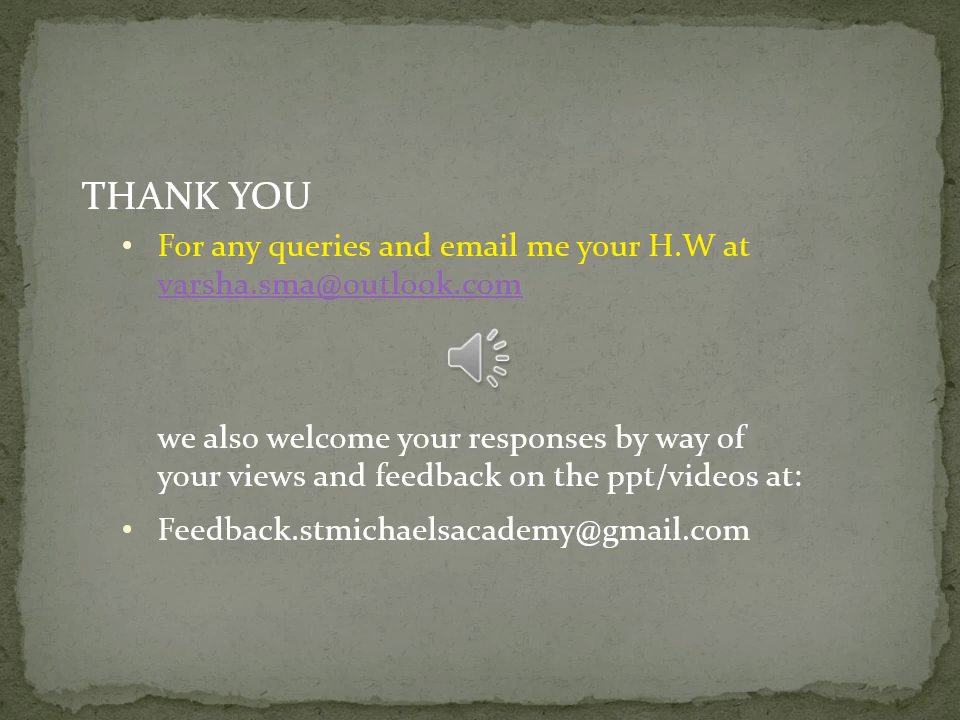 THANK YOU
• For any queries and email me your H.W at
varsha.sma@outlook.com
we also welcome your responses by way of
your views and feedback on the ppt/videos at:
• Feedback.stmichaelsacademy@gmail.com